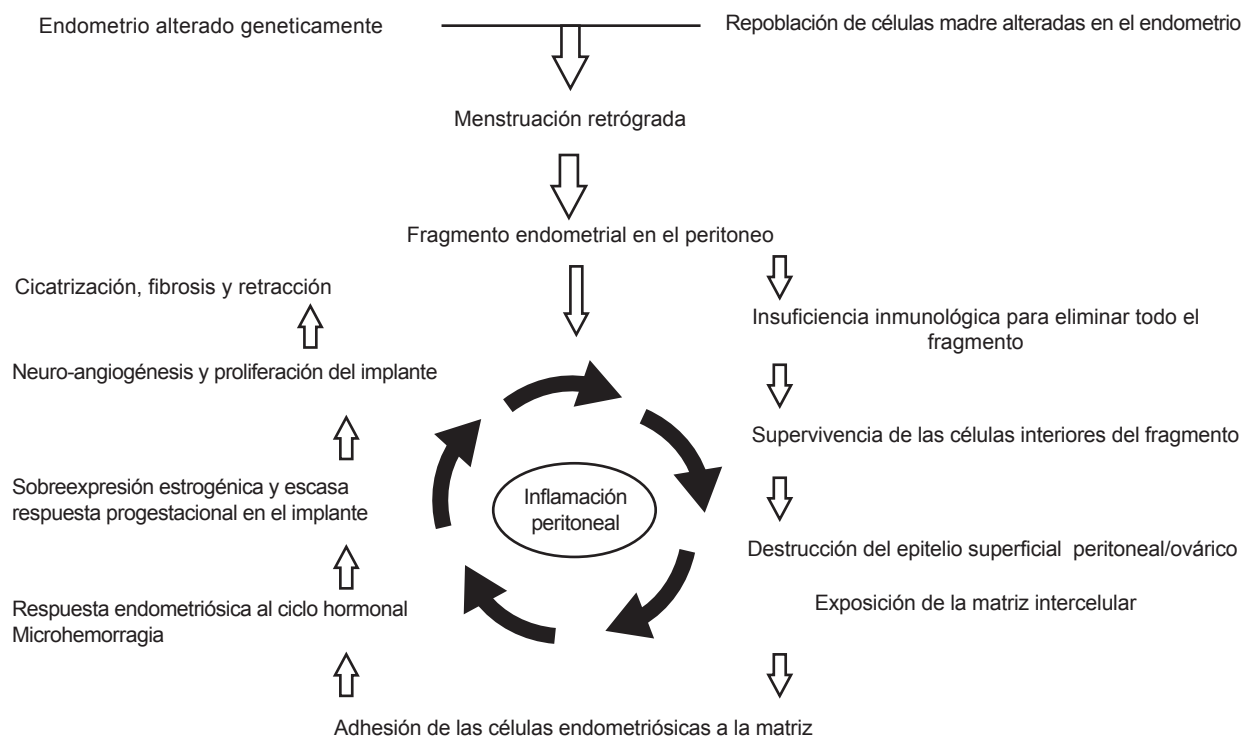 Endometrio alterado geneticamente
Repoblación de células madre alteradas en el endometrio
Menstruación retrógrada
Fragmento endometrial en el peritoneo
Insuficiencia inmunológica para eliminar todo el
fragmento
Supervivencia de las células interiores del fragmento
Destrucción del epitelio superficial peritoneal/ovárico
Exposición de la matriz intercelular
Adhesión de las células endometriósicas a la matriz
Respuesta endometriósica al ciclo hormonal
Microhemorragia
Sobreexpresión estrogénica y escasa
respuesta progestacional en el implante
Neuro-angiogénesis y proliferación del implante
Cicatrización, fibrosis y retracción
Inflamación
peritoneal